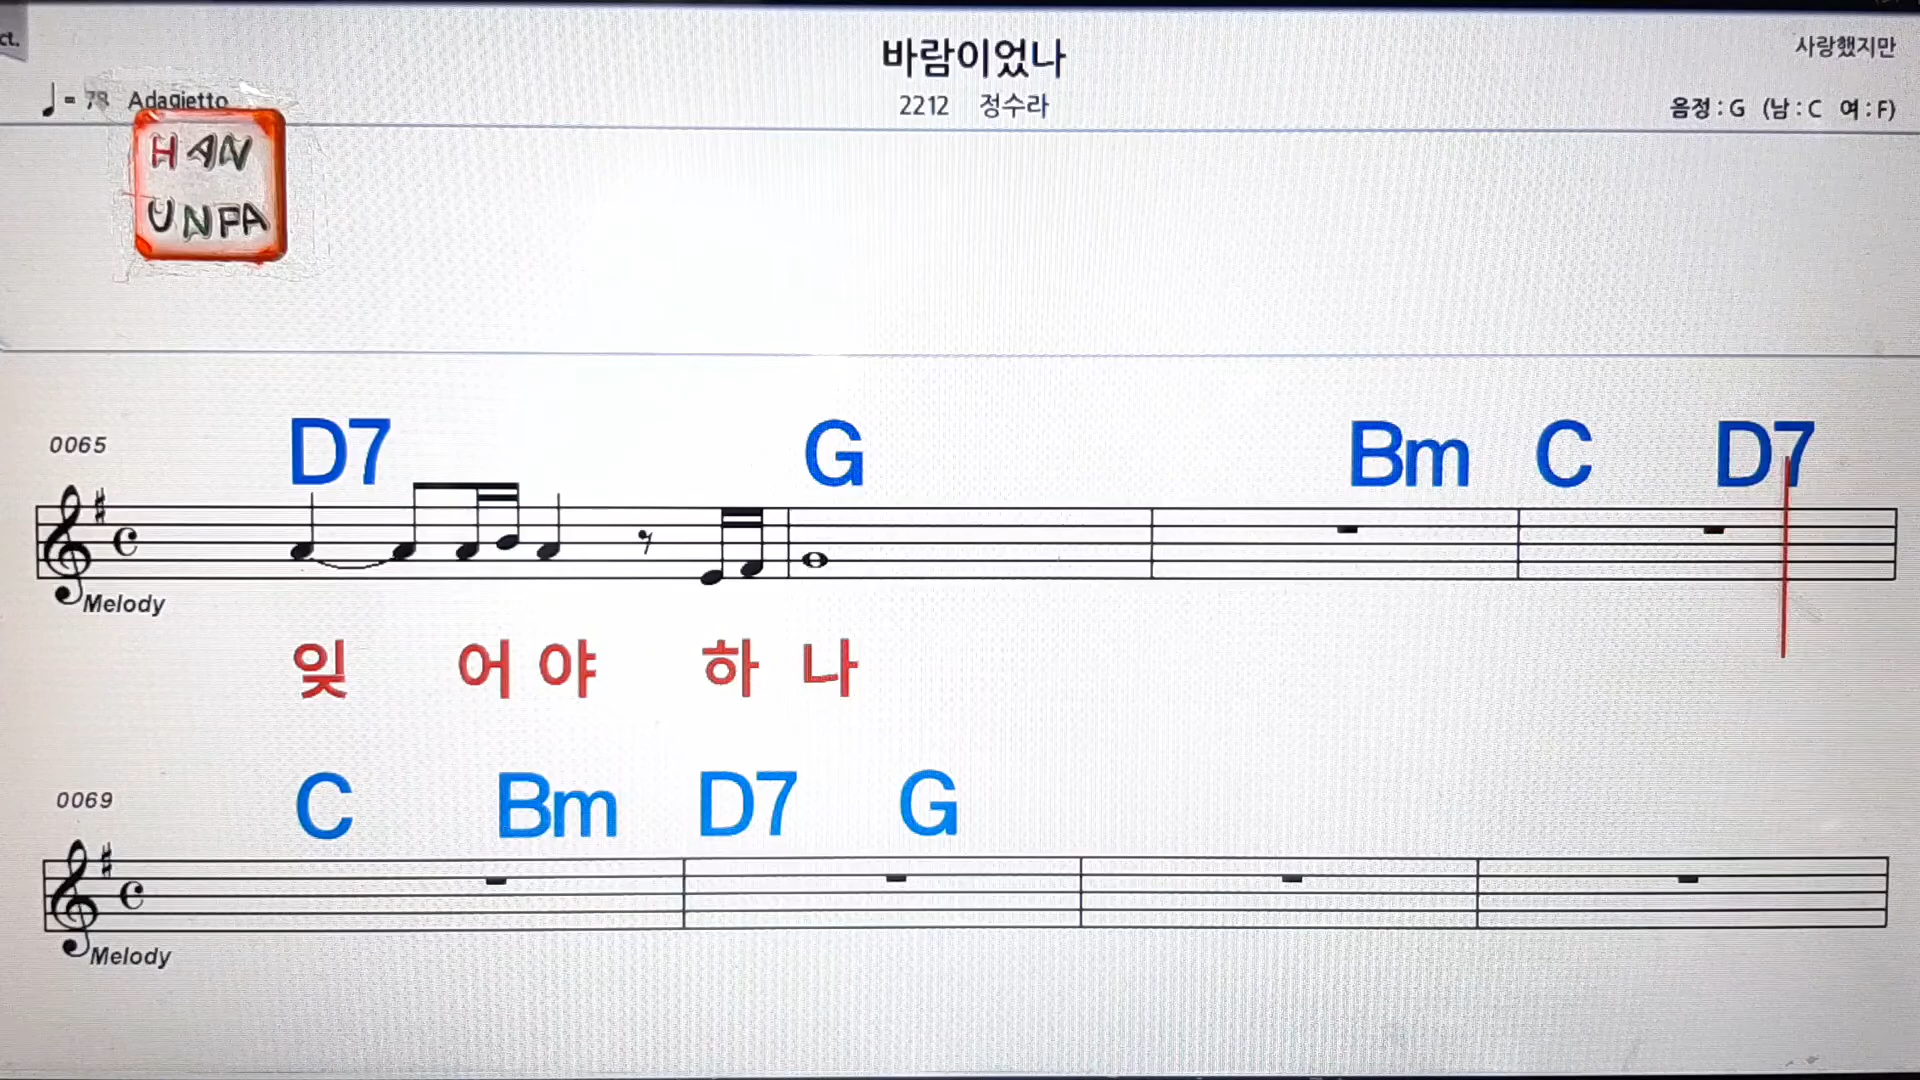 ct.
바람이었나
사랑했지만
= 78 Adagietto
2212 정수라
음정 : G (남 : C 여 : F)
HAN
UNPA
0065 D7 G Bm C D7
Melody
잊 어 야 하 나
0069 C Bm D7 G
Melody